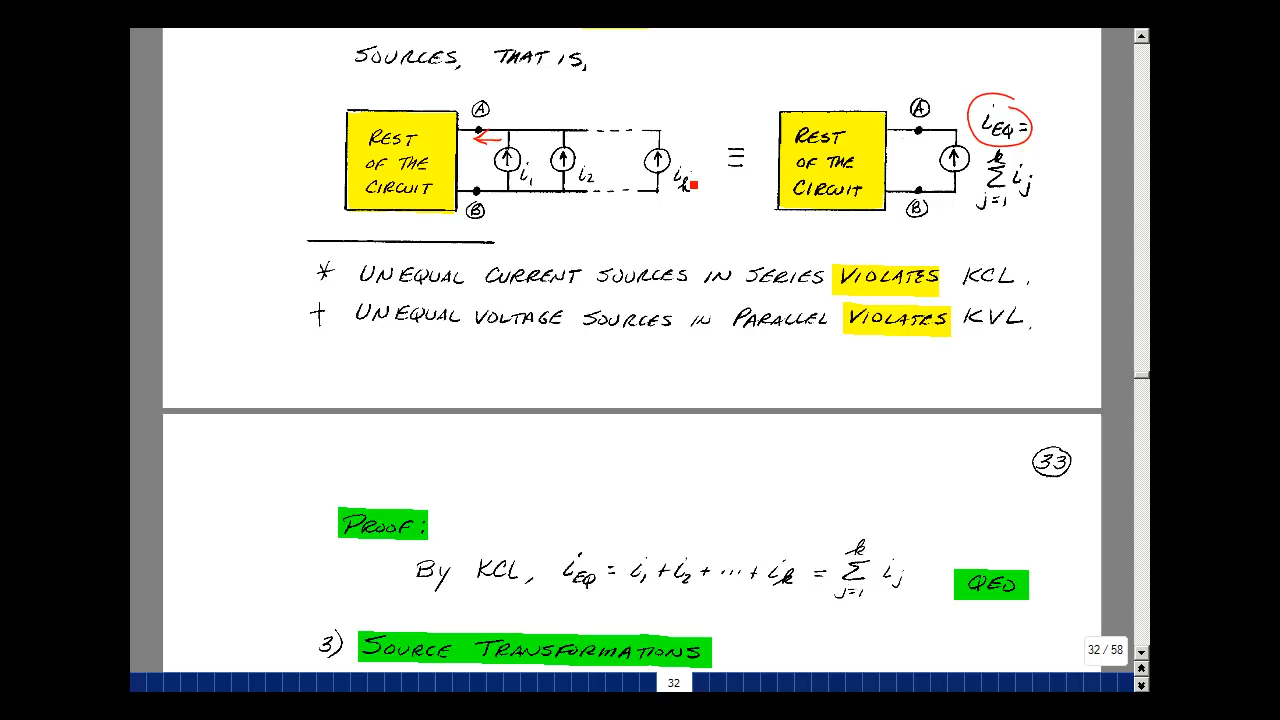 SOURCES, THAT IS,
A
REST OF THE CIRCUIT
i1
i2
ik
B
≡
REST OF THE CIRCUIT
A
B
iEQ =
k
Σ ij
j=1
* UNEQUAL CURRENT SOURCES IN SERIES VIOLATES KCL.
† UNEQUAL VOLTAGE SOURCES IN PARALLEL VIOLATES KVL.
33
PROOF:
BY KCL, iEQ = i1 + i2 + ... + ik = k Σ j=1 ij
QED
3) SOURCE TRANSFORMATIONS
32 / 58
32